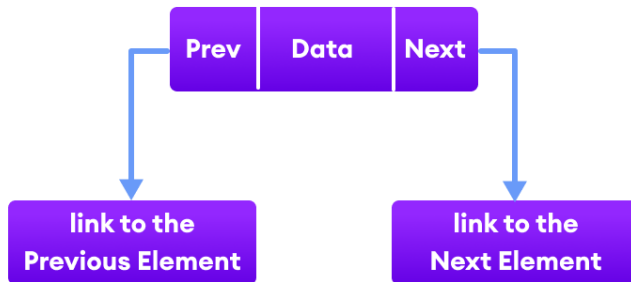 Prev Data Next
link to the
Previous Element
link to the
Next Element